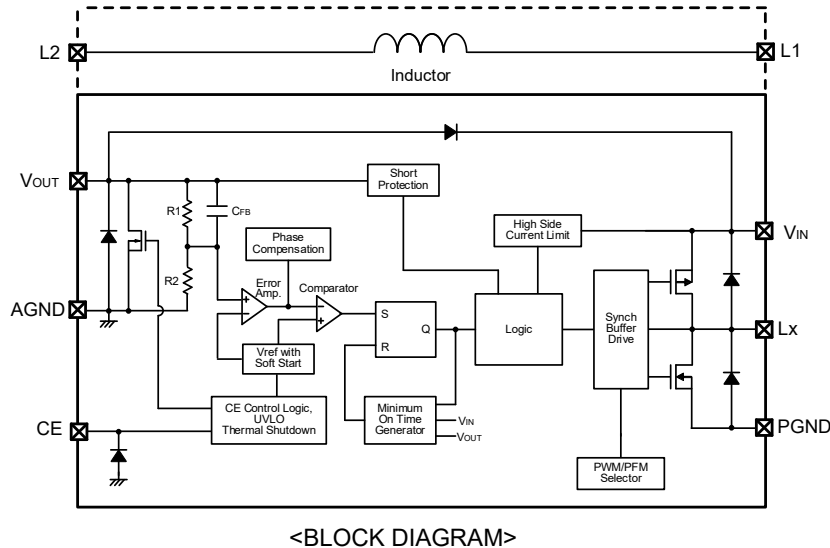 L2
L1
Inductor
VOUT
Short
Protection
R1
CFB
High Side
Current Limit
VIN
Phase
Compensation
R2
Error
Amp.
Comparator
AGND
S
Q
R
Logic
Synch
Buffer
Drive
Lx
Vref with
Soft Start
CE
CE Control Logic,
UVLO
Thermal Shutdown
Minimum
On Time
Generator
VIN
VOUT
PGND
PWM/PFM
Selector
<BLOCK DIAGRAM>